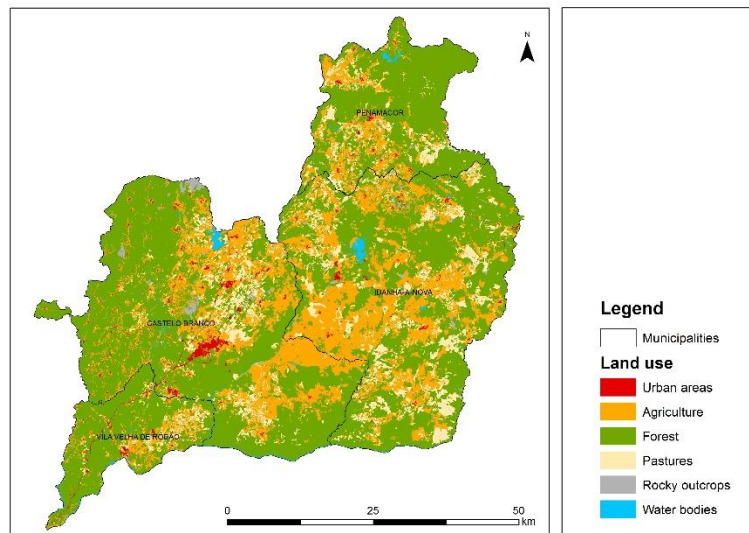 N
PENAMACOR
IDANHA-A-NOVA
CASTELO BRANCO
VILA VELHA DE RÓDÃO
0 25 50
km
Legend
Municipalities
Land use
Urban areas
Agriculture
Forest
Pastures
Rocky outcrops
Water bodies